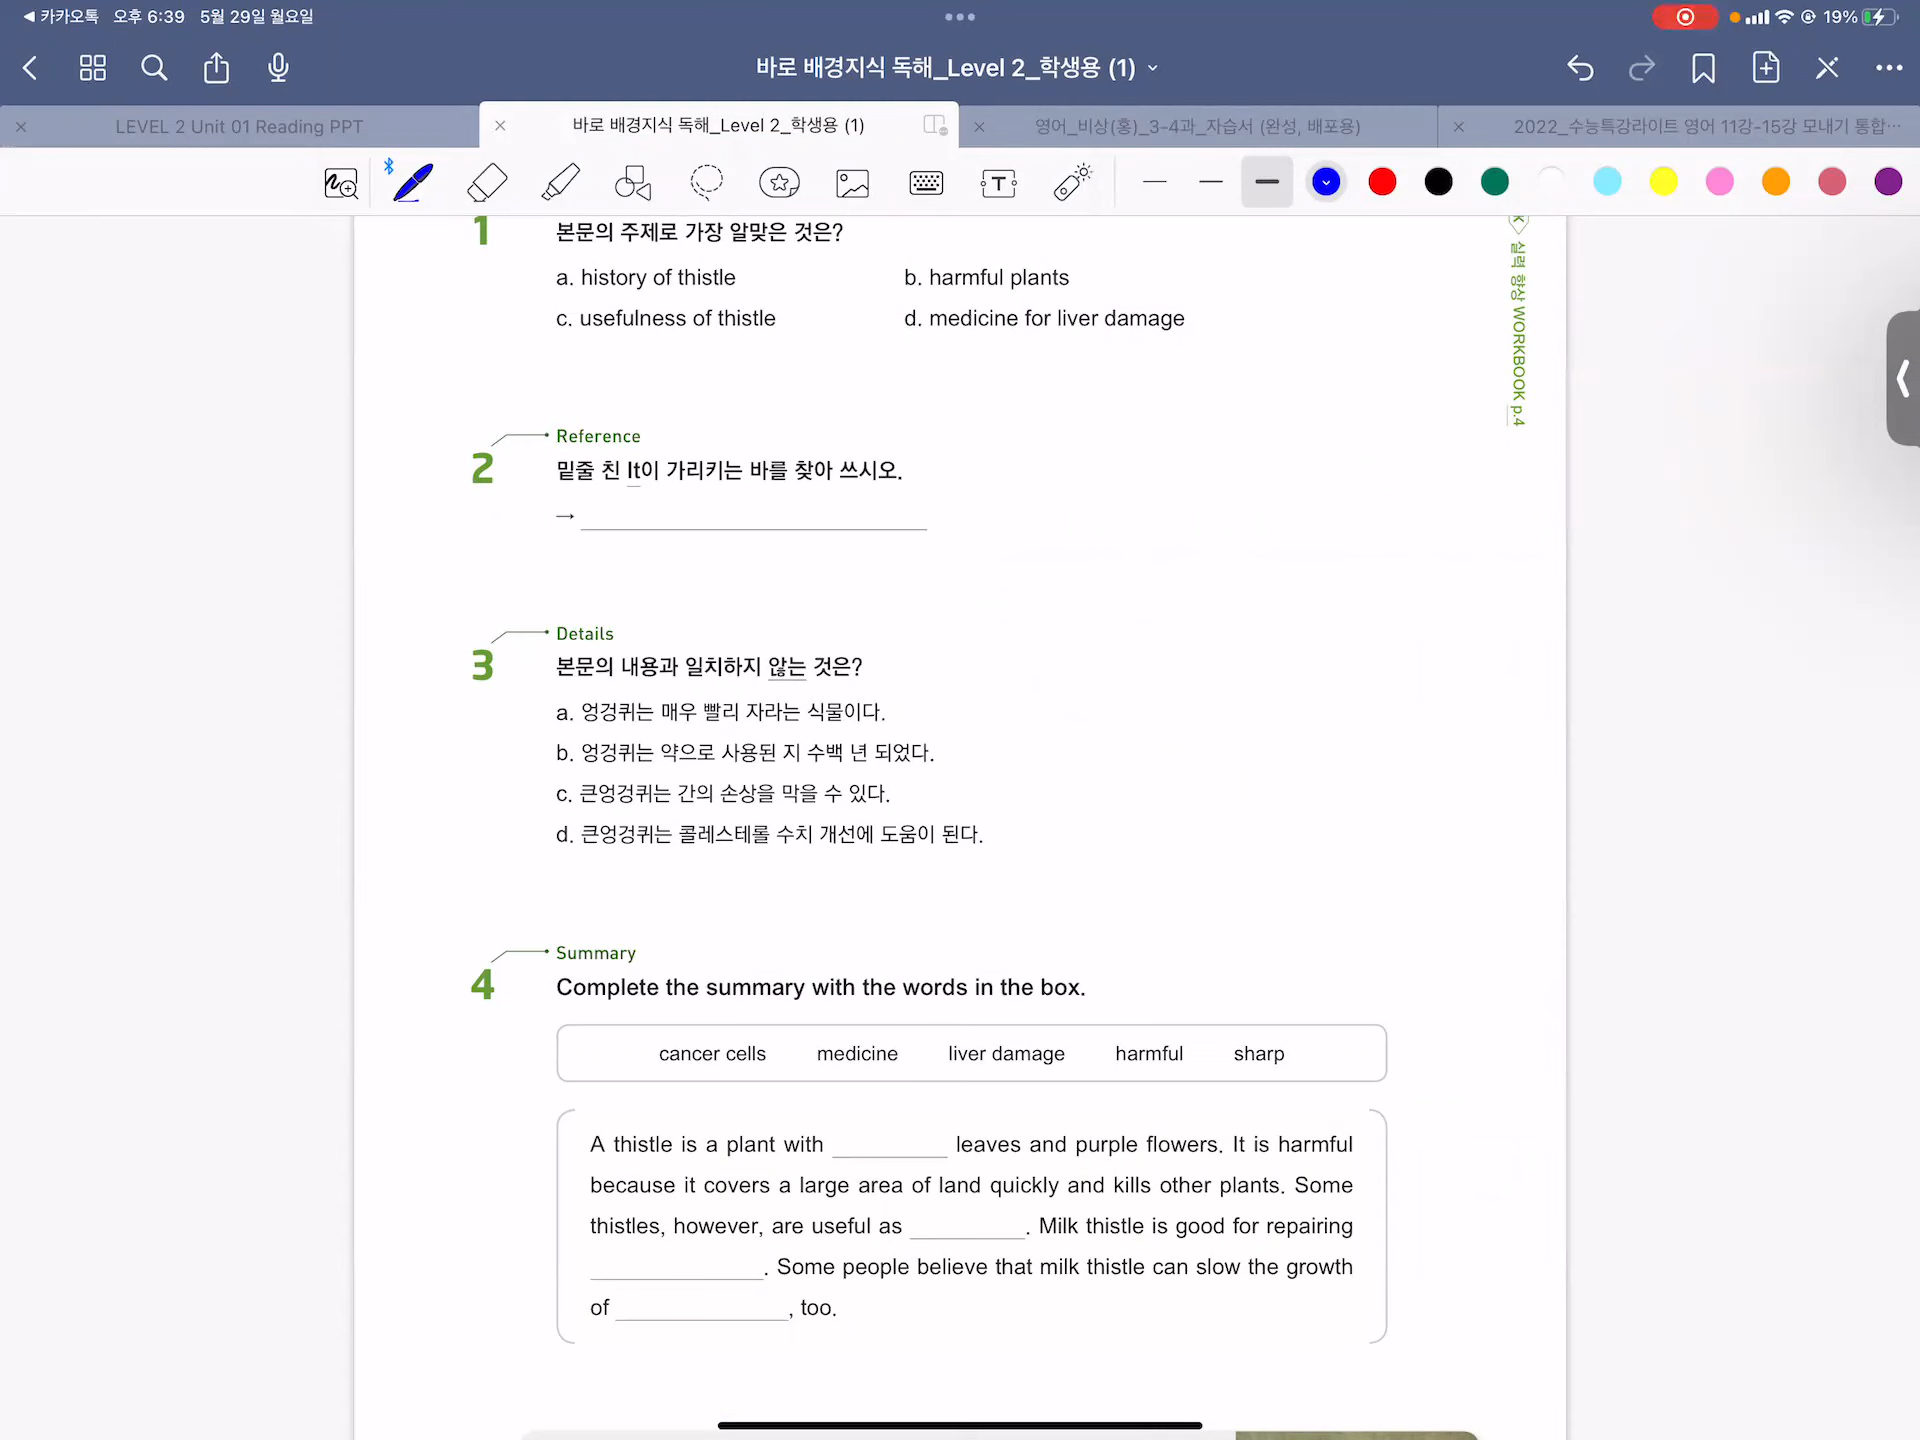 ◀ 카카오톡 오후 6:39 5월 29일 월요일
19%
바로 배경지식 독해_Level 2_학생용 (1)
LEVEL 2 Unit 01 Reading PPT
바로 배경지식 독해_Level 2_학생용 (1)
영어_비상(홍)_3-4과_자습서 (완성, 배포용)
2022_수능특강라이트 영어 11강-15강 모내기 통합···
T
1 본문의 주제로 가장 알맞은 것은?
a. history of thistle b. harmful plants
c. usefulness of thistle d. medicine for liver damage
K 실력 향상 WORKBOOK p.4
Reference
2 밑줄 친 It이 가리키는 바를 찾아 쓰시오.
→ ____________________
Details
3 본문의 내용과 일치하지 않는 것은?
a. 엉겅퀴는 매우 빨리 자라는 식물이다.
b. 엉겅퀴는 약으로 사용된 지 수백 년 되었다.
c. 큰엉겅퀴는 간의 손상을 막을 수 있다.
d. 큰엉겅퀴는 콜레스테롤 수치 개선에 도움이 된다.
Summary
4 Complete the summary with the words in the box.
cancer cells medicine liver damage harmful sharp
A thistle is a plant with __________ leaves and purple flowers. It is harmful
because it covers a large area of land quickly and kills other plants. Some
thistles, however, are useful as __________. Milk thistle is good for repairing
_______________. Some people believe that milk thistle can slow the growth
of _______________, too.